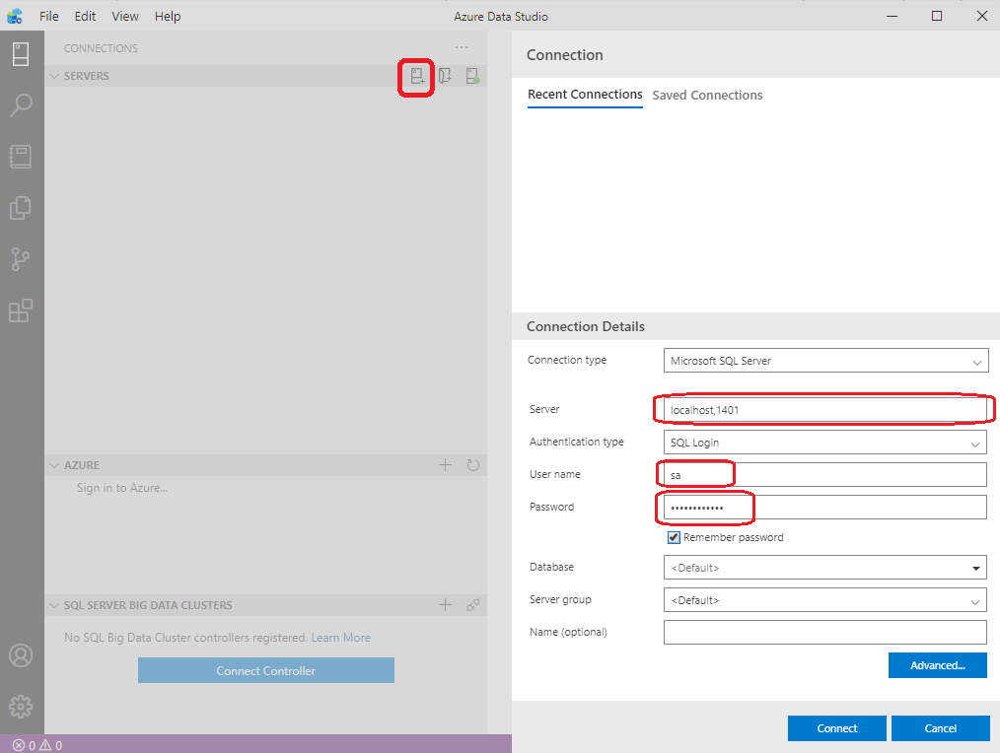 File Edit View Help Azure Data Studio
CONNECTIONS ...
SERVERS
AZURE
Sign in to Azure...
SQL SERVER BIG DATA CLUSTERS
No SQL Big Data Cluster controllers registered. Learn More
Connect Controller
0 0
Connection
Recent Connections Saved Connections
Connection Details
Connection type Microsoft SQL Server
Server localhost,1401
Authentication type SQL Login
User name sa
Password ••••••••••••
Remember password
Database <Default>
Server group <Default>
Name (optional)
Advanced...
Connect Cancel